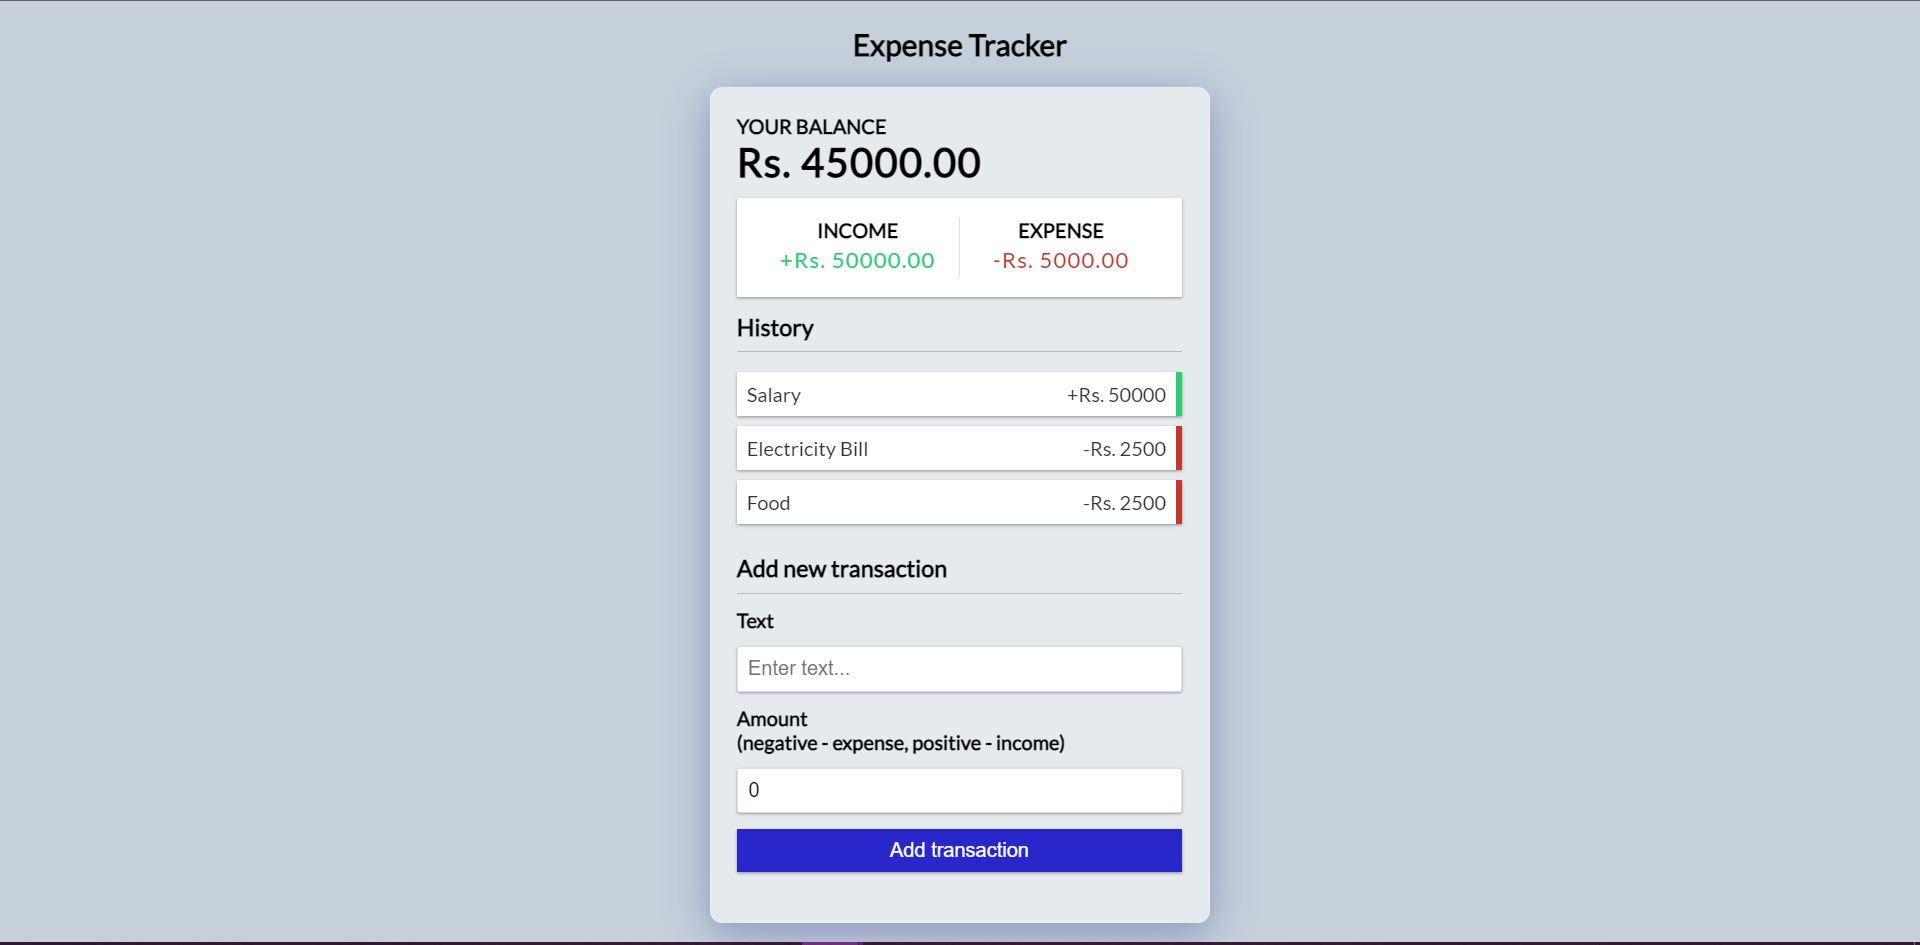 Expense Tracker
YOUR BALANCE
Rs. 45000.00
INCOME EXPENSE
+Rs. 50000.00 -Rs. 5000.00
History
Salary +Rs. 50000
Electricity Bill -Rs. 2500
Food -Rs. 2500
Add new transaction
Text
Enter text...
Amount
(negative - expense, positive - income)
0
Add transaction